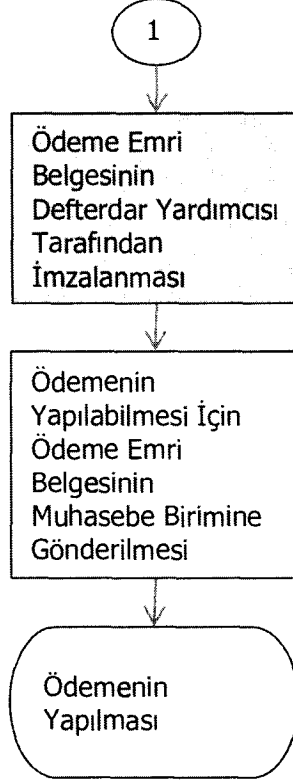 1
Ödeme Emri
Belgesinin
Defterdar Yardımcısı
Tarafından
İmzalanması
Ödemenin
Yapılabilmesi İçin
Ödeme Emri
Belgesinin
Muhasebe Birimine
Gönderilmesi
Ödemenin
Yapılması